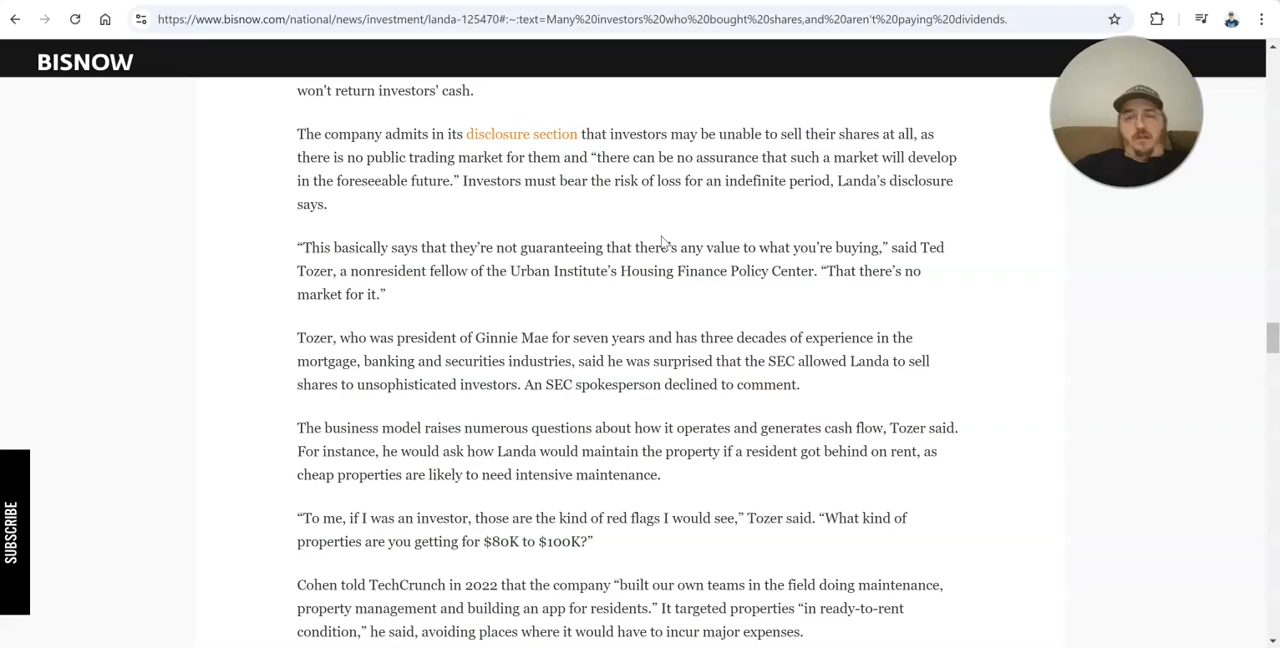 https://www.bisnow.com/national/news/investment/landa-125470#:~:text=Many%20investors%20who%20bought%20shares,and%20aren't%20paying%20dividends.
BISNOW
won't return investors' cash.
The company admits in its disclosure section that investors may be unable to sell their shares at all, as
there is no public trading market for them and “there can be no assurance that such a market will develop
in the foreseeable future.” Investors must bear the risk of loss for an indefinite period, Landa’s disclosure
says.
“This basically says that they’re not guaranteeing that there’s any value to what you’re buying,” said Ted
Tozer, a nonresident fellow of the Urban Institute’s Housing Finance Policy Center. “That there’s no
market for it.”
Tozer, who was president of Ginnie Mae for seven years and has three decades of experience in the
mortgage, banking and securities industries, said he was surprised that the SEC allowed Landa to sell
shares to unsophisticated investors. An SEC spokesperson declined to comment.
The business model raises numerous questions about how it operates and generates cash flow, Tozer said.
For instance, he would ask how Landa would maintain the property if a resident got behind on rent, as
cheap properties are likely to need intensive maintenance.
“To me, if I was an investor, those are the kind of red flags I would see,” Tozer said. “What kind of
properties are you getting for $80K to $100K?”
Cohen told TechCrunch in 2022 that the company “built our own teams in the field doing maintenance,
property management and building an app for residents.” It targeted properties “in ready-to-rent
condition,” he said, avoiding places where it would have to incur major expenses.
SUBSCRIBE